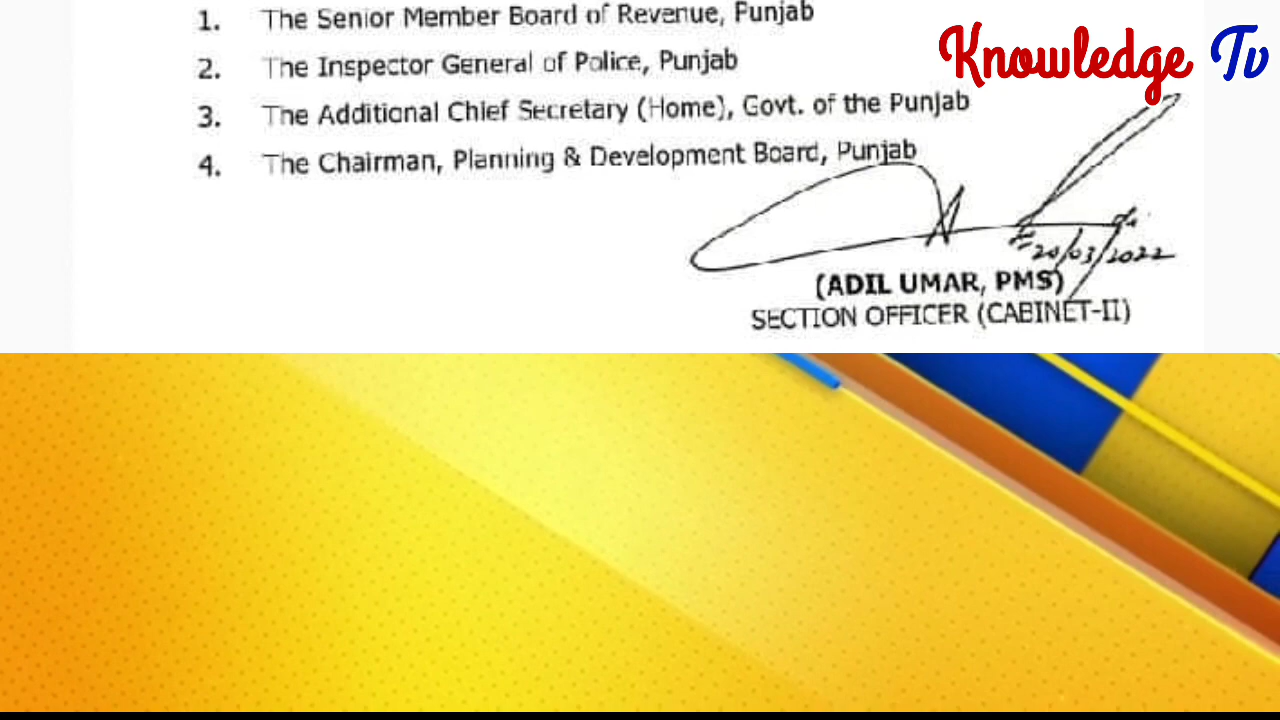 1. The Senior Member Board of Revenue, Punjab
Knowledge Tv
2. The Inspector General of Police, Punjab
3. The Additional Chief Secretary (Home), Govt. of the Punjab
4. The Chairman, Planning & Development Board, Punjab
20/03/2022
(ADIL UMAR, PMS)
SECTION OFFICER (CABINET-II)